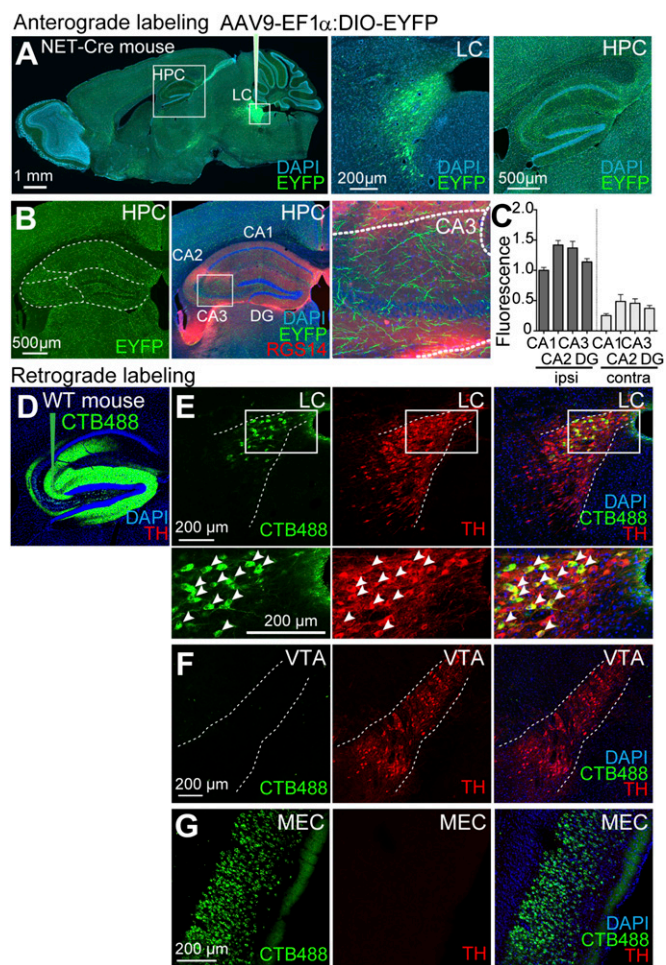 Anterograde labeling AAV9-EF1α:DIO-EYFP
A NET-Cre mouse
HPC
LC
DAPI
EYFP
1 mm
LC
DAPI
EYFP
200µm
HPC
DAPI
EYFP
500µm
B
HPC
EYFP
500µm
HPC
CA1
CA2
CA3
DG
DAPI
EYFP
RGS14
CA3
C
Fluorescence
2.0
1.5
1.0
0.5
0
CA1 CA3 CA1 CA3
CA2 DG CA2 DG
ipsi contra
Retrograde labeling
D WT mouse
CTB488
DAPI
TH
E
LC
200 µm
CTB488
LC
TH
LC
DAPI
CTB488
TH
200 µm
F
VTA
200 µm
CTB488
VTA
TH
VTA
DAPI
CTB488
TH
G
MEC
200 µm
CTB488
MEC
TH
MEC
DAPI
CTB488
TH